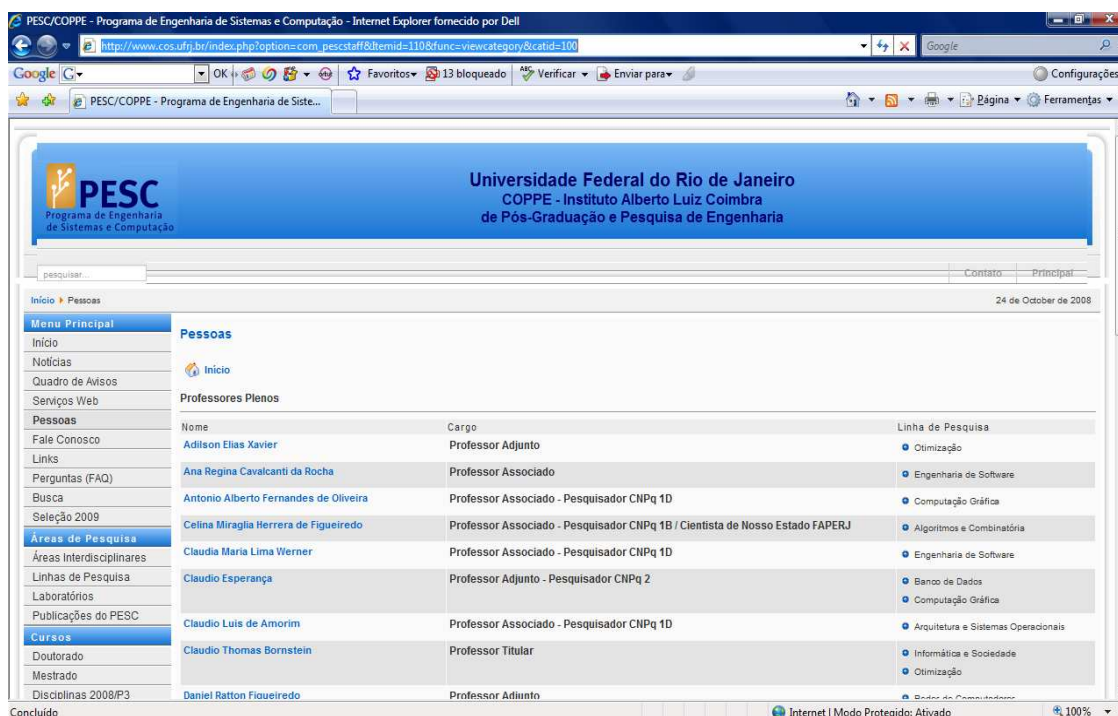 PESC/COPPE - Programa de Engenharia de Sistemas e Computação - Internet Explorer fornecido por Dell
http://www.cos.ufrj.br/index.php?option=com_pescstaff&Itemid=110&func=viewcategory&catid=100
Google
Google G OK Favoritos 13 bloqueado ABC Verificar Enviar para Configurações
PESC/COPPE - Programa de Engenharia de Siste... Página Ferramentas
PESC
Programa de Engenharia
de Sistemas e Computação
Universidade Federal do Rio de Janeiro
COPPE - Instituto Alberto Luiz Coimbra
de Pós-Graduação e Pesquisa de Engenharia
pesquisar...
Contato Principal
Início Pessoas
24 de October de 2008
Menu Principal
Início
Notícias
Quadro de Avisos
Serviços Web
Pessoas
Fale Conosco
Links
Perguntas (FAQ)
Busca
Seleção 2009
Áreas de Pesquisa
Áreas Interdisciplinares
Linhas de Pesquisa
Laboratórios
Publicações do PESC
Cursos
Doutorado
Mestrado
Disciplinas 2008/P3
Pessoas
Início
Professores Plenos
Nome Cargo Linha de Pesquisa
Adilson Elias Xavier Professor Adjunto Otimização
Ana Regina Cavalcanti da Rocha Professor Associado Engenharia de Software
Antonio Alberto Fernandes de Oliveira Professor Associado - Pesquisador CNPq 1D Computação Gráfica
Celina Miraglia Herrera de Figueiredo Professor Associado - Pesquisador CNPq 1B / Cientista de Nosso Estado FAPERJ Algoritmos e Combinatória
Claudia Maria Lima Werner Professor Associado - Pesquisador CNPq 1D Engenharia de Software
Claudio Esperança Professor Adjunto - Pesquisador CNPq 2 Banco de Dados
Computação Gráfica
Claudio Luis de Amorim Professor Associado - Pesquisador CNPq 1D Arquitetura e Sistemas Operacionais
Claudio Thomas Bornstein Professor Titular Informática e Sociedade
Otimização
Daniel Ratton Figueiredo Professor Adjunto Redes de Computadores
Concluído
Internet | Modo Protegido: Ativado
100%